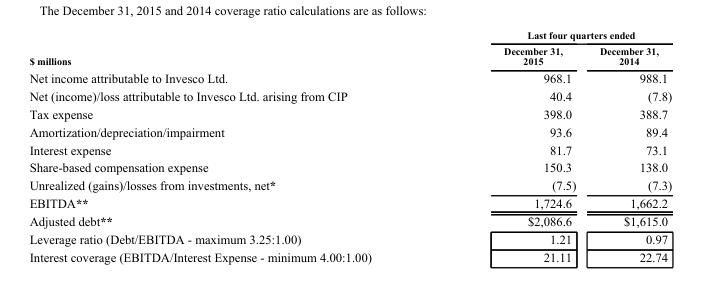 The December 31, 2015 and 2014 coverage ratio calculations are as follows:
Last four quarters ended
$ millions December 31, 2015 December 31, 2014
Net income attributable to Invesco Ltd. 968.1 988.1
Net (income)/loss attributable to Invesco Ltd. arising from CIP 40.4 (7.8)
Tax expense 398.0 388.7
Amortization/depreciation/impairment 93.6 89.4
Interest expense 81.7 73.1
Share-based compensation expense 150.3 138.0
Unrealized (gains)/losses from investments, net* (7.5) (7.3)
EBITDA** 1,724.6 1,662.2
Adjusted debt** $2,086.6 $1,615.0
Leverage ratio (Debt/EBITDA - maximum 3.25:1.00) 1.21 0.97
Interest coverage (EBITDA/Interest Expense - minimum 4.00:1.00) 21.11 22.74